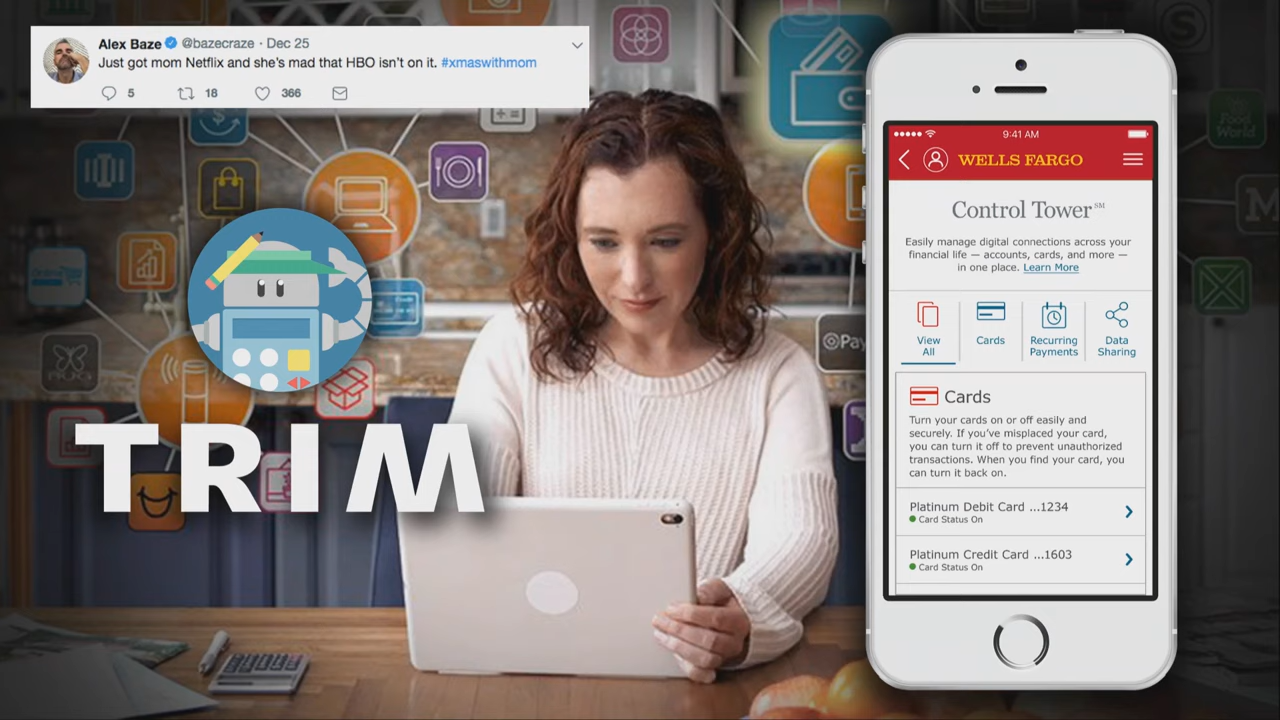 Alex Baze @bazecraze · Dec 25
Just got mom Netflix and she's mad that HBO isn't on it. #xmaswithmom
5 18 366
TRIM
Pay
9:41 AM
WELLS FARGO
Control Tower℠
Easily manage digital connections across your
financial life — accounts, cards, and more —
in one place. Learn More
View
All
Cards
Recurring
Payments
Data
Sharing
Cards
Turn your cards on or off easily and
securely. If you've misplaced your card,
you can turn it off to prevent unauthorized
transactions. When you find your card, you
can turn it back on.
Platinum Debit Card ...1234
Card Status On
Platinum Credit Card ...1603
Card Status On